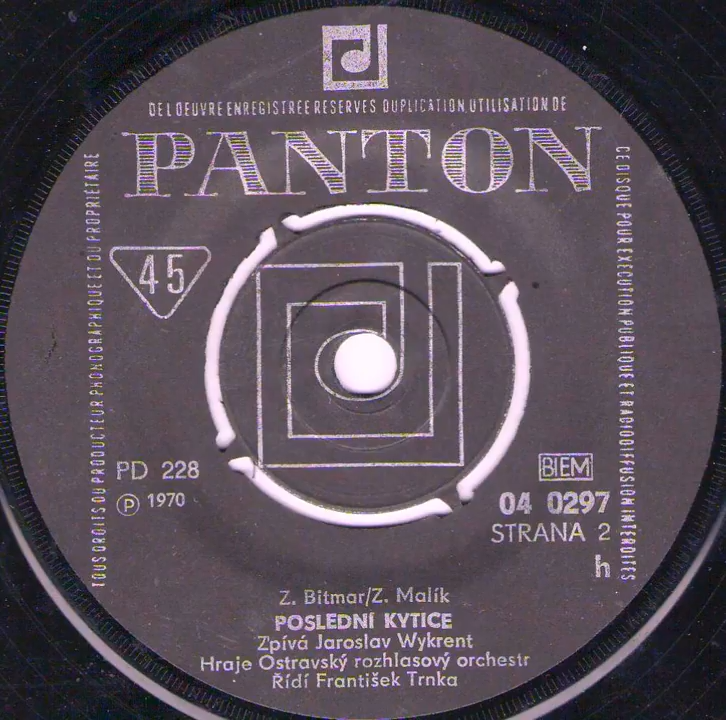 DE L OEUVRE ENREGISTREE RESERVES DUPLICATION, UTILISATION DE
PANTON
TOUS DROITS DU PRODUCTEUR PHONOGRAPHIQUE ET DU PROPRIETAIRE
CE DISQUE POUR EXECUTION PUBLIQUE ET RADIODIFFUSION INTERDITES
45
PD 228
℗ 1970
BIEM
04 0297
STRANA 2
h
Z. Bitmar/Z. Malík
POSLEDNÍ KYTICE
Zpívá Jaroslav Wykrent
Hraje Ostravský rozhlasový orchestr
Řídí František Trnka